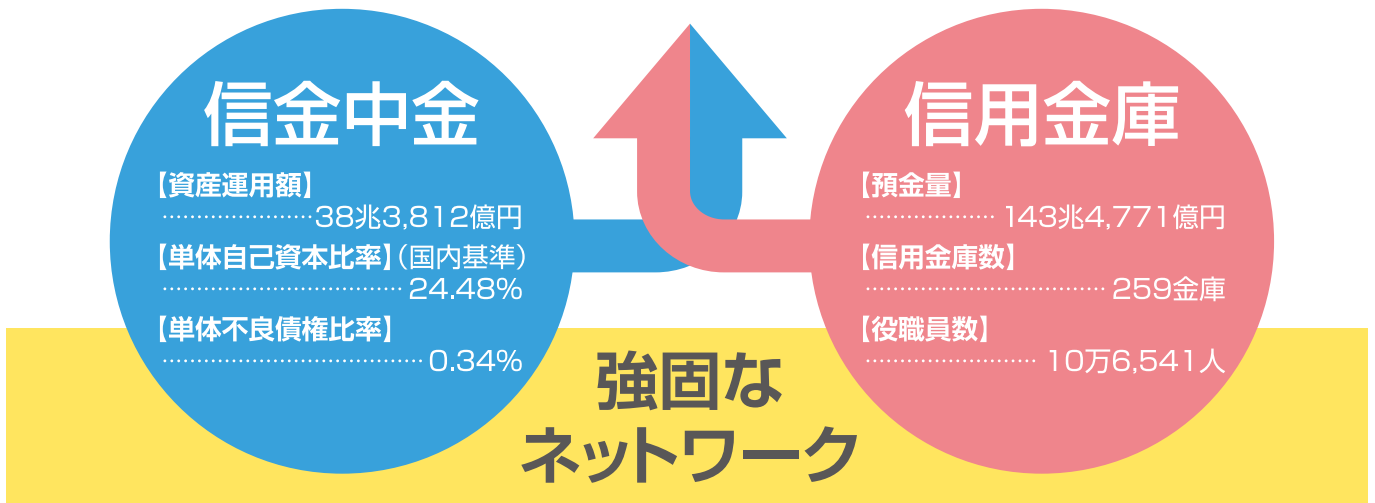 信金中金
【資産運用額】
…………………38兆3,812億円
【単体自己資本比率】（国内基準）
……………………………24.48%
【単体不良債権比率】
………………………………0.34%
信用金庫
【預金量】
………………143兆4,771億円
【信用金庫数】
……………………………259金庫
【役職員数】
……………………10万6,541人
強固な
ネットワーク